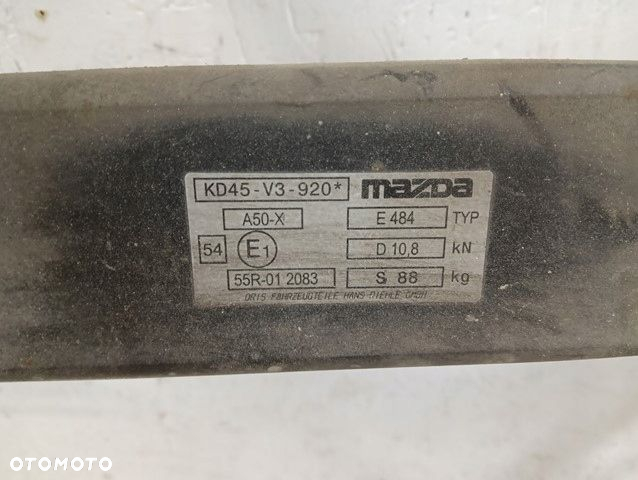 KD45-V3-920* mazda
A50-X E 484 TYP
54 E1 D 10,8 kN
55R-01 2083 S 88 kg
ORIS FAHRZEUGTEILE HANS RIEHLE GMBH
OTOMOTO